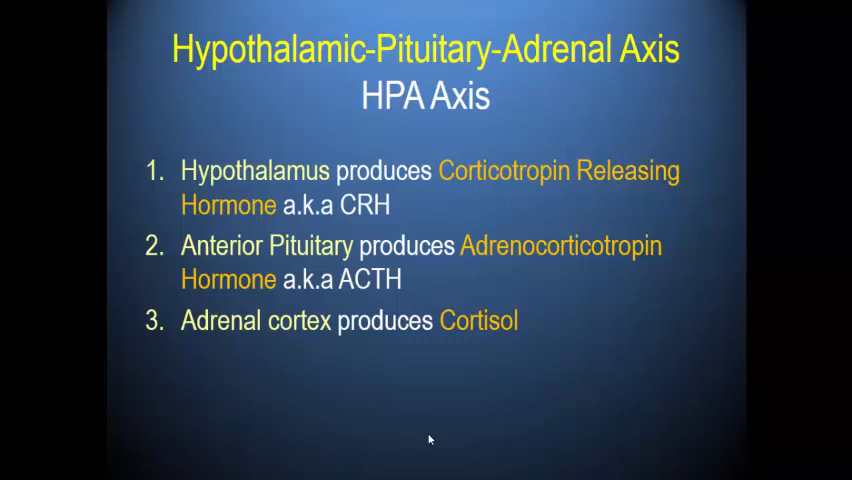 Hypothalamic-Pituitary-Adrenal Axis
HPA Axis
1. Hypothalamus produces Corticotropin Releasing
Hormone a.k.a CRH
2. Anterior Pituitary produces Adrenocorticotropin
Hormone a.k.a ACTH
3. Adrenal cortex produces Cortisol